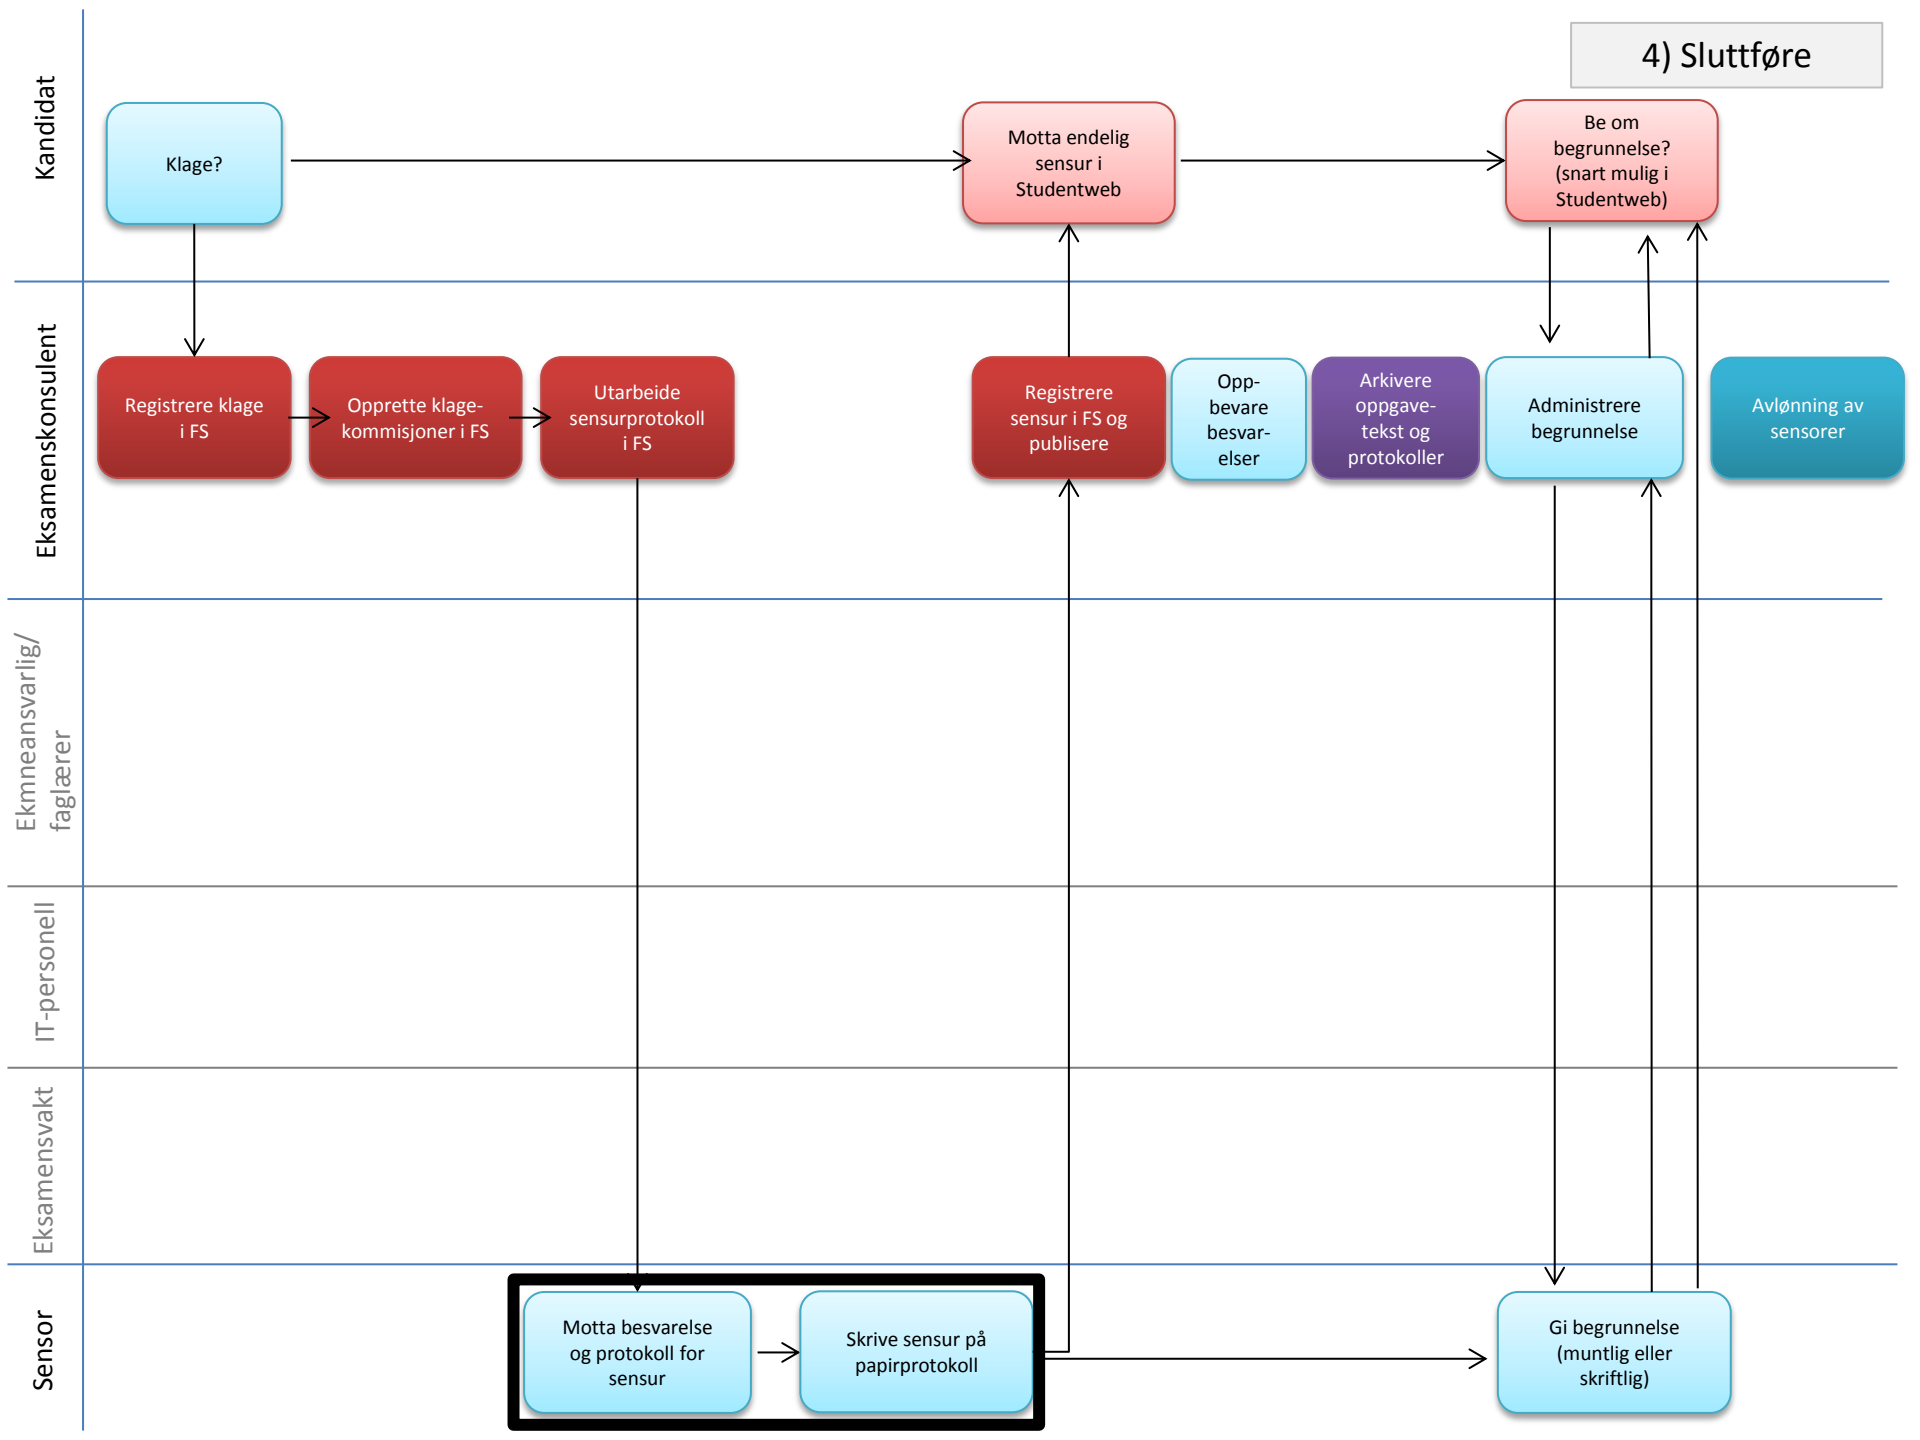 4) Sluttføre
Kandidat
Klage?
Motta endelig
sensur i
Studentweb
Be om
begrunnelse?
(snart mulig i
Studentweb)
Eksamenskonsulent
Registrere klage
i FS
Opprette klage-
kommisjoner i FS
Utarbeide
sensurprotokoll
i FS
Registrere
sensur i FS og
publisere
Opp-
bevare
besvar-
elser
Arkivere
oppgave-
tekst og
protokoller
Administrere
begrunnelse
Avlønning av
sensorer
Ekmneansvarlig/
faglærer
IT-personell
Eksamensvakt
Sensor
Motta besvarelse
og protokoll for
sensur
Skrive sensur på
papirprotokoll
Gi begrunnelse
(muntlig eller
skriftlig)